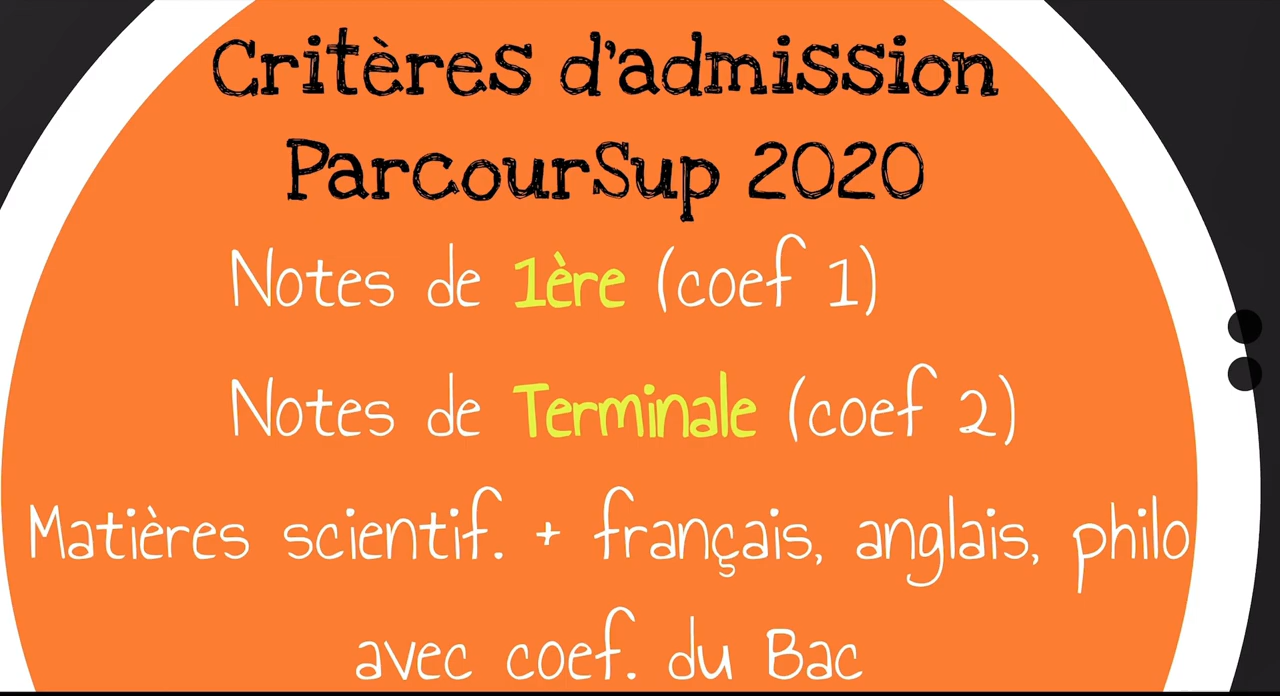 Critères d'admission
ParcourSup 2020
Notes de 1ère (coef 1)
Notes de Terminale (coef 2)
Matières scientif. + français, anglais, philo
avec coef. du Bac